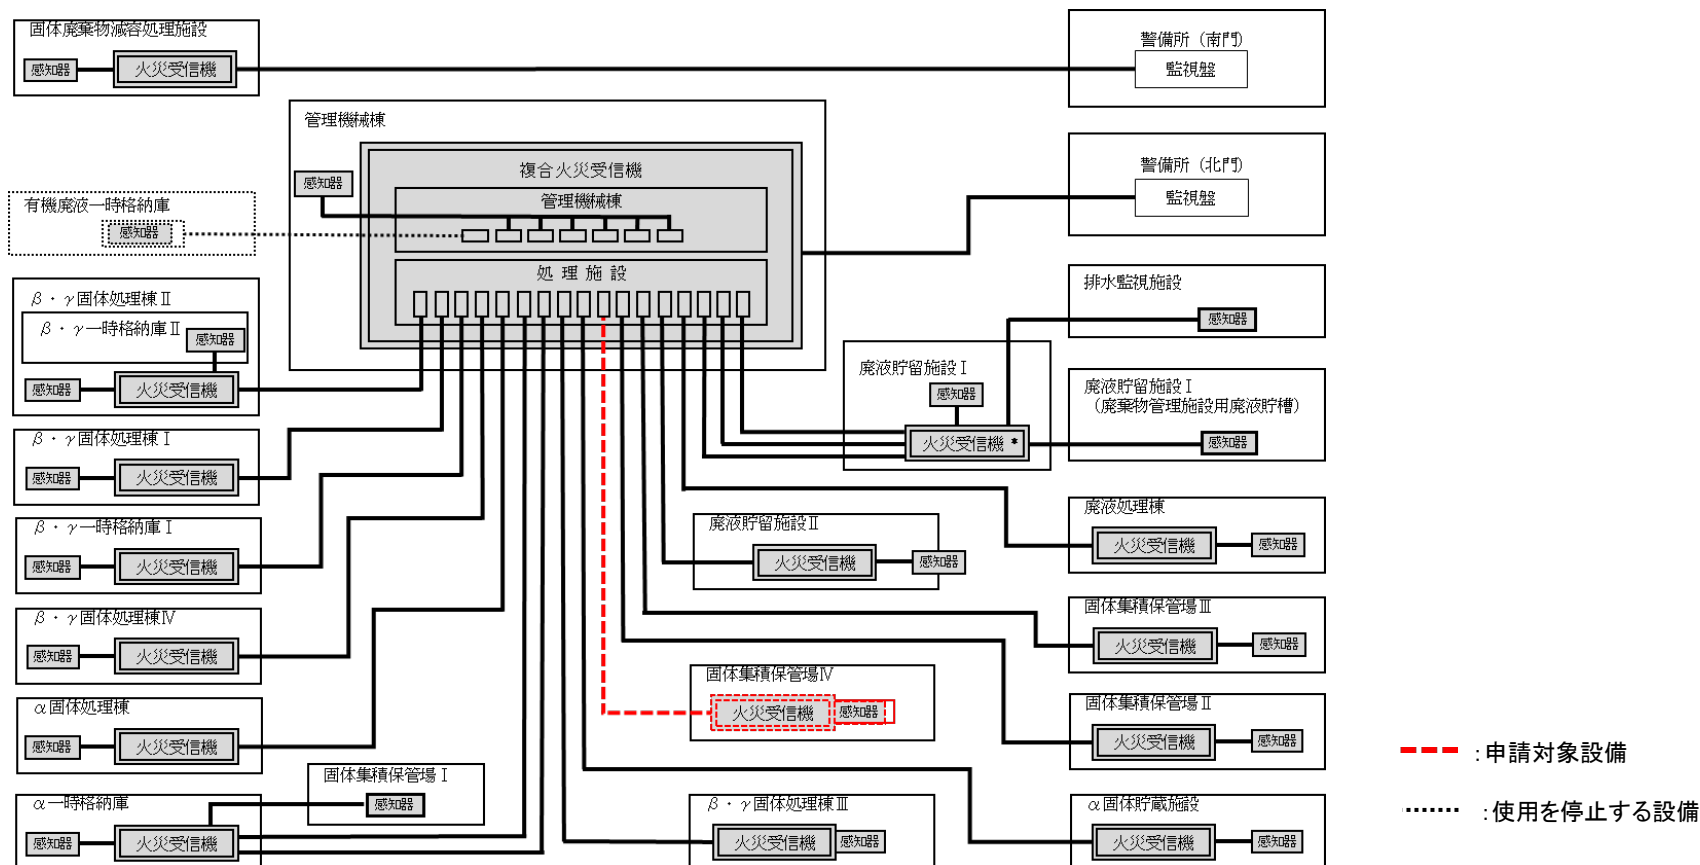 固体廃棄物減容処理施設
感知器
火災受信機
警備所（南門）
監視盤
管理機械棟
複合火災受信機
感知器
管理機械棟
処理施設
警備所（北門）
監視盤
有機廃液一時格納庫
感知器
β・γ固体処理棟Ⅱ
β・γ一時格納庫Ⅱ
感知器
感知器
火災受信機
排水監視施設
感知器
廃液貯留施設Ⅰ
感知器
火災受信機 *
廃液貯留施設Ⅰ
（廃棄物管理施設用廃液貯槽）
感知器
β・γ固体処理棟Ⅰ
感知器
火災受信機
β・γ一時格納庫Ⅰ
感知器
火災受信機
廃液貯留施設Ⅱ
火災受信機
感知器
廃液処理棟
火災受信機
感知器
β・γ固体処理棟Ⅳ
感知器
火災受信機
固体集積保管場Ⅲ
火災受信機
感知器
固体集積保管場Ⅳ
火災受信機
感知器
α固体処理棟
感知器
火災受信機
固体集積保管場Ⅱ
火災受信機
感知器
固体集積保管場Ⅰ
感知器
α一時格納庫
感知器
火災受信機
β・γ固体処理棟Ⅲ
火災受信機
感知器
α固体貯蔵施設
火災受信機
感知器
：申請対象設備
：使用を停止する設備